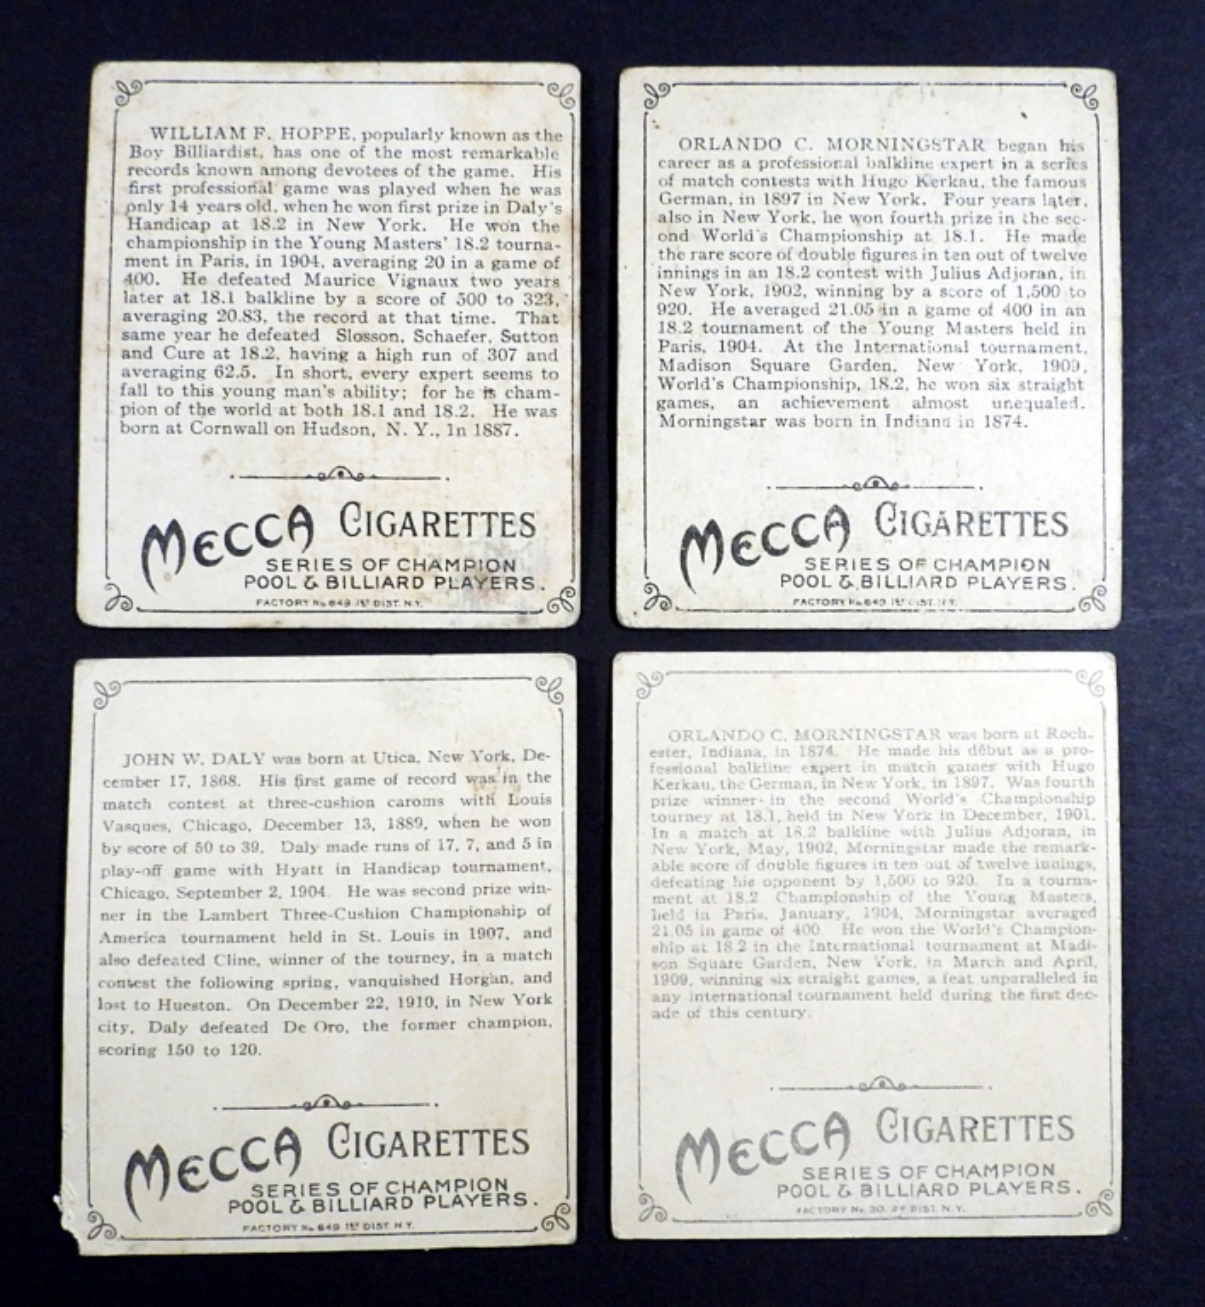 WILLIAM F. HOPPE, popularly known as the
Boy Billiardist, has one of the most remarkable
records known among devotees of the game. His
first professional game was played when he was
only 14 years old, when he won first prize in Daly's
Handicap at 18.2 in New York. He won the
championship in the Young Masters' 18.2 tourna-
ment in Paris, in 1904, averaging 20 in a game of
400. He defeated Maurice Vignaux two years
later at 18.1 balkline by a score of 500 to 323,
averaging 20.83, the record at that time. That
same year he defeated Slosson, Schaefer, Sutton
and Cure at 18.2, having a high run of 307 and
averaging 62.5. In short, every expert seems to
fall to this young man's ability; for he is cham-
pion of the world at both 18.1 and 18.2. He was
born at Cornwall on Hudson, N. Y., In 1887.
MECCA CIGARETTES
SERIES OF CHAMPION
POOL & BILLIARD PLAYERS.
FACTORY No. 649 1ST DIST. N.Y.
ORLANDO C. MORNINGSTAR began his
career as a professional balkline expert in a series
of match contests with Hugo Kerkau, the famous
German, in 1897 in New York. Four years later,
also in New York, he won fourth prize in the sec-
ond World's Championship at 18.1. He made
the rare score of double figures in ten out of twelve
innings in an 18.2 contest with Julius Adjoran, in
New York, 1902, winning by a score of 1,500 to
920. He averaged 21.05 in a game of 400 in an
18.2 tournament of the Young Masters held in
Paris, 1904. At the International tournament,
Madison Square Garden, New York, 1909,
World's Championship, 18.2, he won six straight
games, an achievement almost unequaled.
Morningstar was born in Indiana in 1874.
MECCA CIGARETTES
SERIES OF CHAMPION
POOL & BILLIARD PLAYERS.
FACTORY No. 649 1ST DIST. N.Y.
JOHN W. DALY was born at Utica, New York, De-
cember 17, 1868. His first game of record was in the
match contest at three-cushion caroms with Louis
Vasques, Chicago, December 13, 1889, when he won
by score of 50 to 39. Daly made runs of 17, 7, and 5 in
play-off game with Hyatt in Handicap tournament,
Chicago, September 2, 1904. He was second prize win-
ner in the Lambert Three-Cushion Championship of
America tournament held in St. Louis in 1907, and
also defeated Cline, winner of the tourney, in a match
contest the following spring, vanquished Horgan, and
lost to Hueston. On December 22, 1910, in New York
city, Daly defeated De Oro, the former champion,
scoring 150 to 120.
MECCA CIGARETTES
SERIES OF CHAMPION
POOL & BILLIARD PLAYERS.
FACTORY No. 649 1ST DIST. N.Y.
ORLANDO C. MORNINGSTAR was born at Roch-
ester, Indiana, in 1874. He made his début as a pro-
fessional balkline expert in match games with Hugo
Kerkau, the German, in New York, in 1897. Was fourth
prize winner in the second World's Championship
tourney at 18.1, held in New York in December, 1901.
In a match at 18.2 balkline with Julius Adjoran, in
New York, May, 1902, Morningstar made the remark-
able score of double figures in ten out of twelve innings,
defeating his opponent by 1,500 to 920. In a tourna-
ment at 18.2 Championship of the Young Masters,
held in Paris, January, 1904, Morningstar averaged
21.05 in game of 400. He won the World's Champion-
ship at 18.2 in the International tournament at Madi-
son Square Garden, New York, in March and April,
1909, winning six straight games, a feat unparalleled in
any international tournament held during the first dec-
ade of this century.
MECCA CIGARETTES
SERIES OF CHAMPION
POOL & BILLIARD PLAYERS.
FACTORY No. 30. 2d DIST. N.Y.